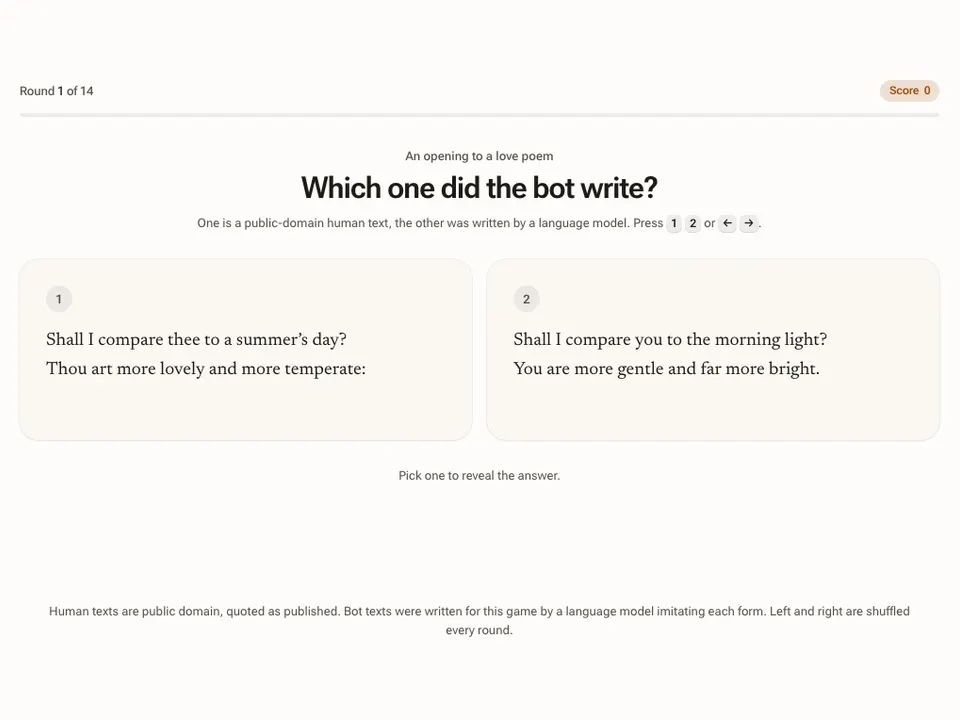 Round 1 of 14
Score 0
An opening to a love poem
Which one did the bot write?
One is a public-domain human text, the other was written by a language model. Press 1 2 or ← →.
1
Shall I compare thee to a summer’s day?
Thou art more lovely and more temperate:
2
Shall I compare you to the morning light?
You are more gentle and far more bright.
Pick one to reveal the answer.
Human texts are public domain, quoted as published. Bot texts were written for this game by a language model imitating each form. Left and right are shuffled
every round.